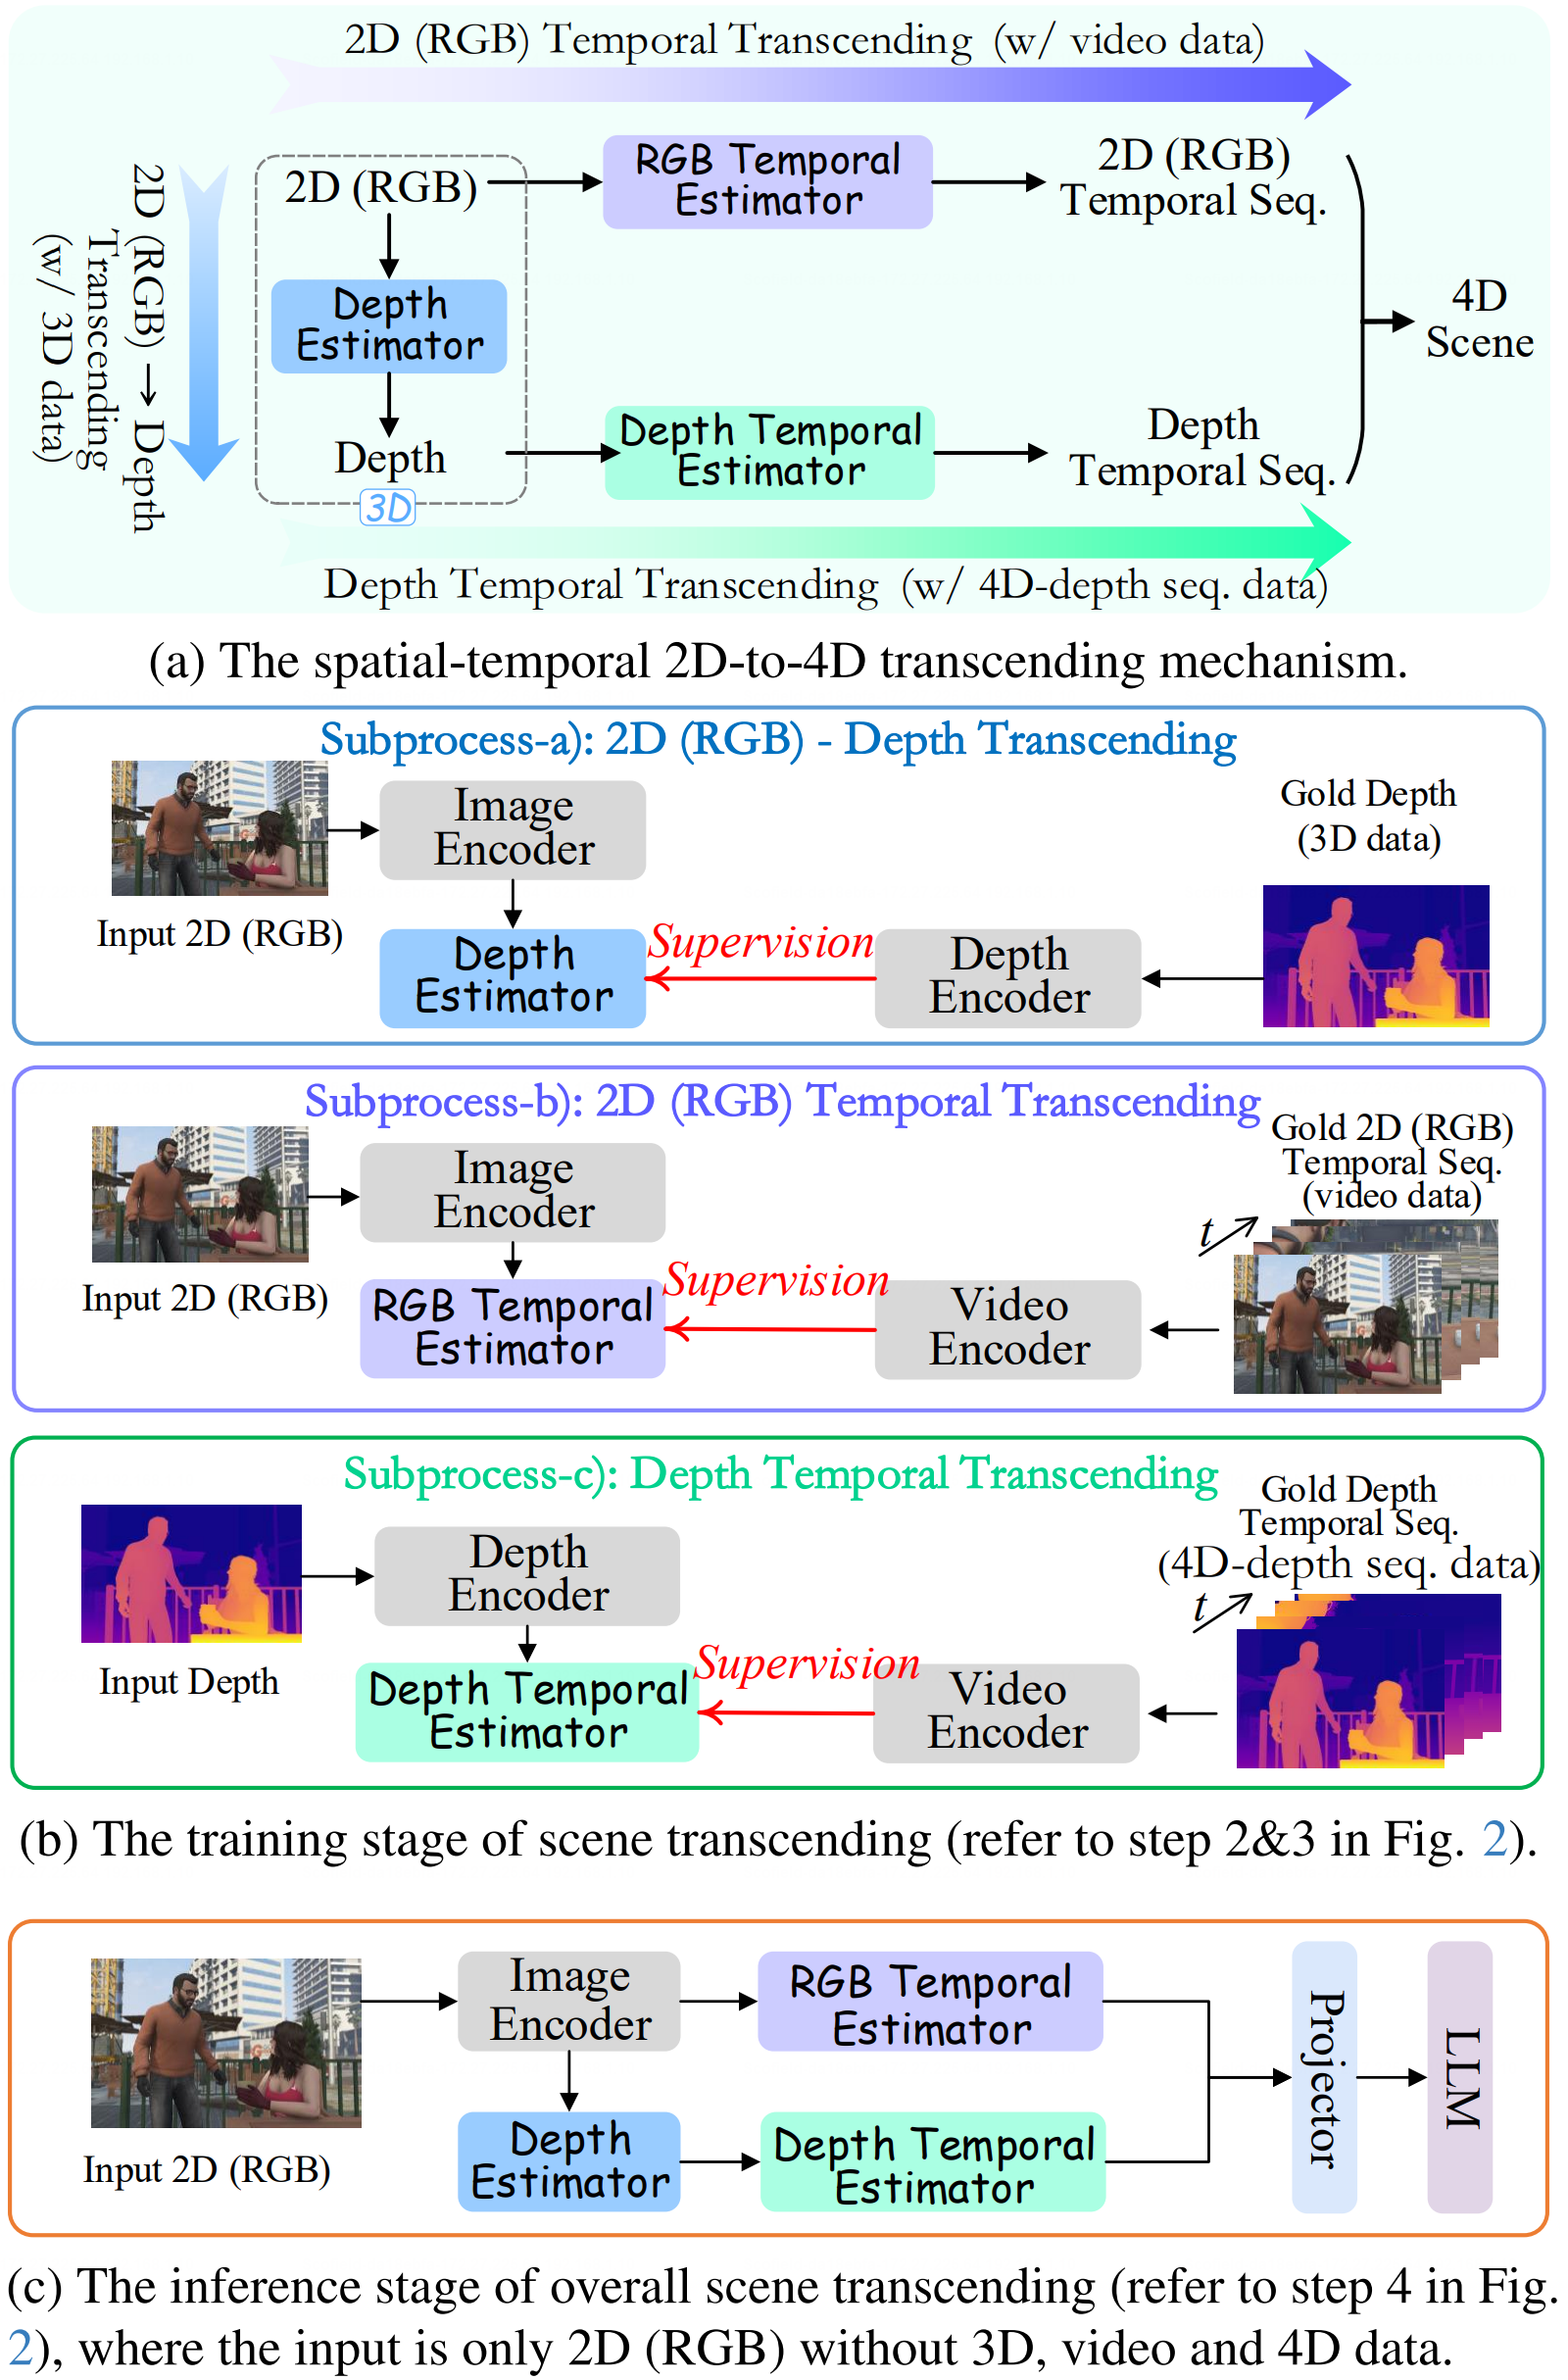 2D (RGB) Temporal Transcending (w/ video data)
2D (RGB) → Depth
Transcending
(w/ 3D data)
2D (RGB)
RGB Temporal
Estimator
2D (RGB)
Temporal Seq.
Depth
Estimator
4D
Scene
Depth
3D
Depth Temporal
Estimator
Depth
Temporal Seq.
Depth Temporal Transcending (w/ 4D-depth seq. data)
(a) The spatial-temporal 2D-to-4D transcending mechanism.
Subprocess-a): 2D (RGB) - Depth Transcending
Input 2D (RGB)
Image
Encoder
Depth
Estimator
Supervision
Depth
Encoder
Gold Depth
(3D data)
Subprocess-b): 2D (RGB) Temporal Transcending
Input 2D (RGB)
Image
Encoder
RGB Temporal
Estimator
Supervision
Video
Encoder
Gold 2D (RGB)
Temporal Seq.
(video data)
t
Subprocess-c): Depth Temporal Transcending
Input Depth
Depth
Encoder
Depth Temporal
Estimator
Supervision
Video
Encoder
Gold Depth
Temporal Seq.
(4D-depth seq. data)
t
(b) The training stage of scene transcending (refer to step 2&3 in Fig. 2).
Input 2D (RGB)
Image
Encoder
RGB Temporal
Estimator
Depth
Estimator
Depth Temporal
Estimator
Projector
LLM
(c) The inference stage of overall scene transcending (refer to step 4 in Fig.
2), where the input is only 2D (RGB) without 3D, video and 4D data.